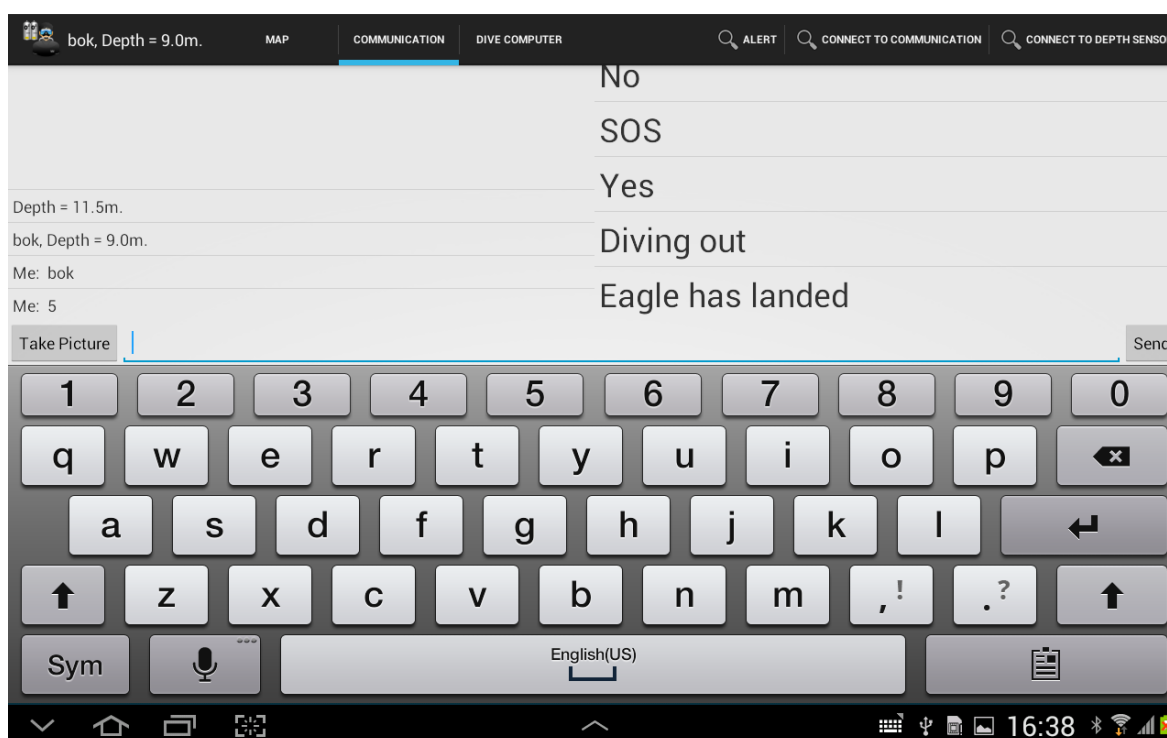 bok, Depth = 9.0m. MAP COMMUNICATION DIVE COMPUTER ALERT CONNECT TO COMMUNICATION CONNECT TO DEPTH SENSO
No
SOS
Yes
Diving out
Eagle has landed
Depth = 11.5m.
bok, Depth = 9.0m.
Me: bok
Me: 5
Take Picture Send
1 2 3 4 5 6 7 8 9 0
q w e r t y u i o p
a s d f g h j k l
z x c v b n m , ! . ?
Sym English(US)
16:38